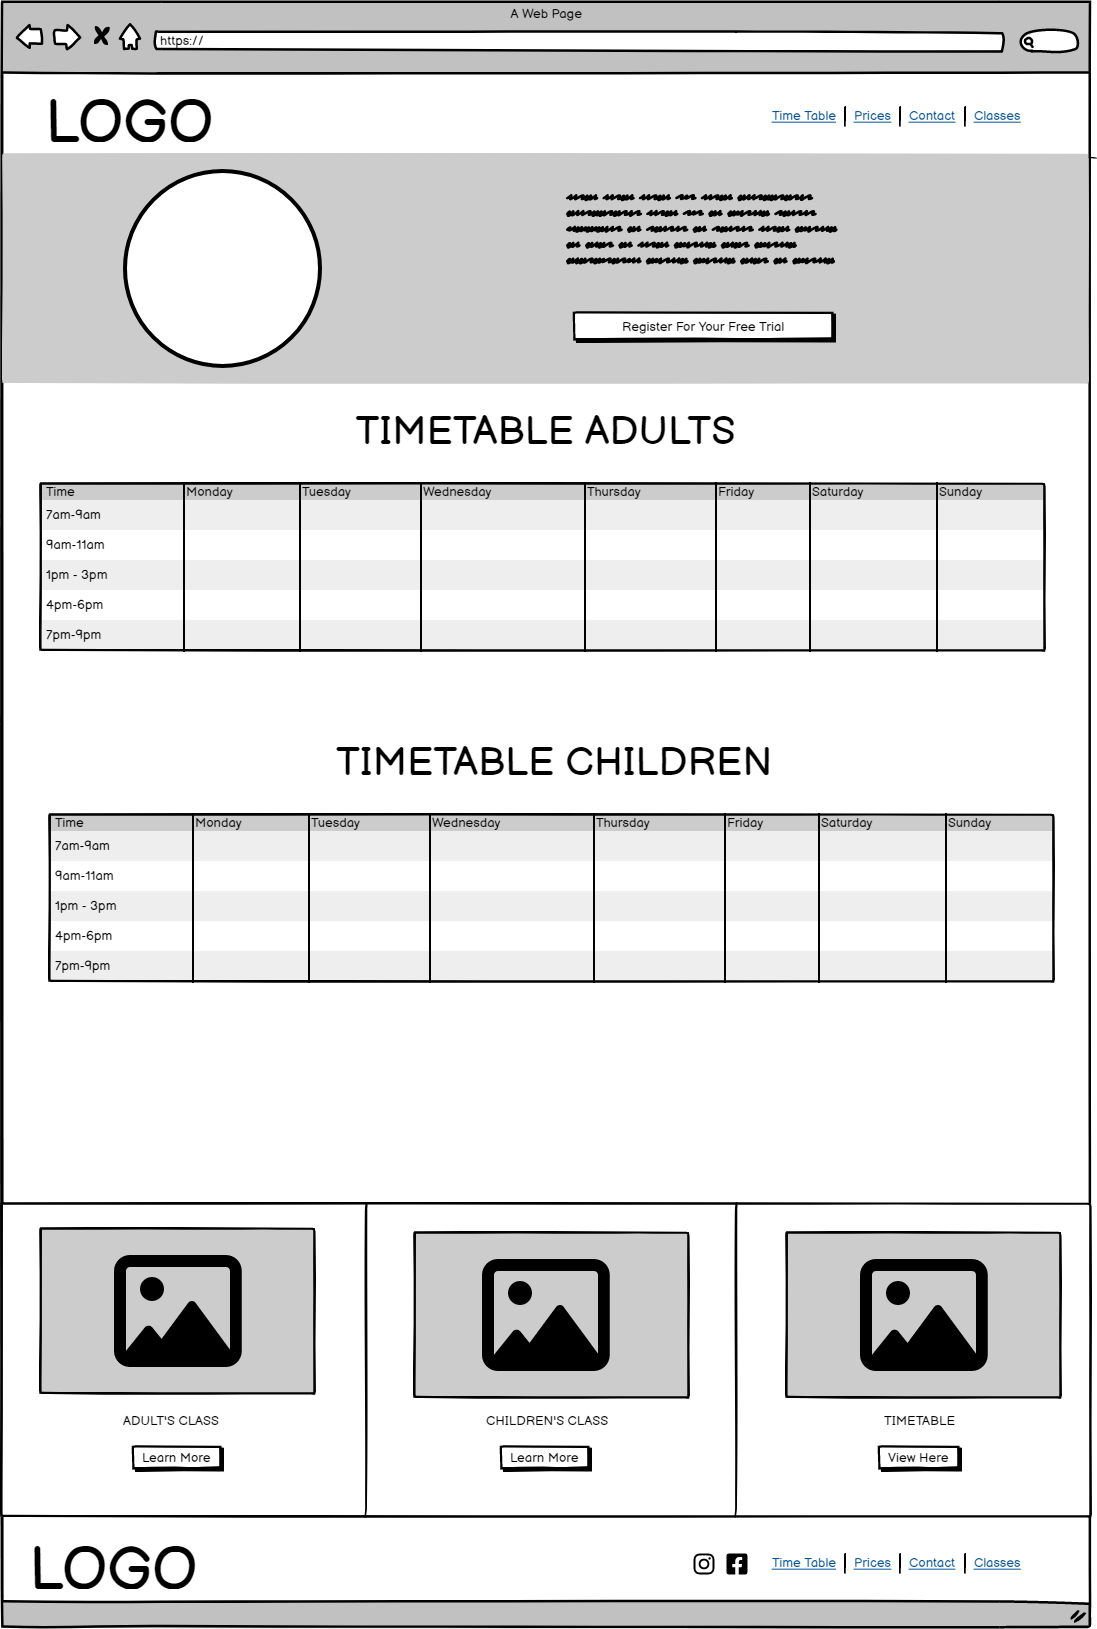 A Web Page
https://
LOGO
Time Table | Prices | Contact | Classes
Register For Your Free Trial
TIMETABLE ADULTS
Time Monday Tuesday Wednesday Thursday Friday Saturday Sunday
7am-9am
9am-11am
1pm - 3pm
4pm-6pm
7pm-9pm
TIMETABLE CHILDREN
Time Monday Tuesday Wednesday Thursday Friday Saturday Sunday
7am-9am
9am-11am
1pm - 3pm
4pm-6pm
7pm-9pm
ADULT'S CLASS
Learn More
CHILDREN'S CLASS
Learn More
TIMETABLE
View Here
LOGO
Time Table | Prices | Contact | Classes